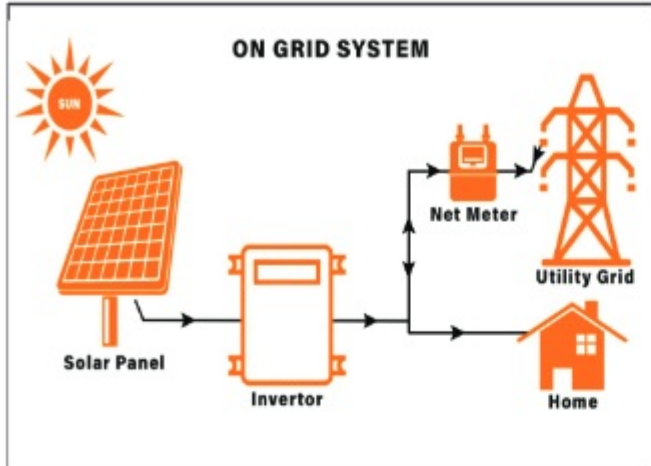 ON GRID SYSTEM
SUN
Net Meter
Utility Grid
Solar Panel
Invertor
Home